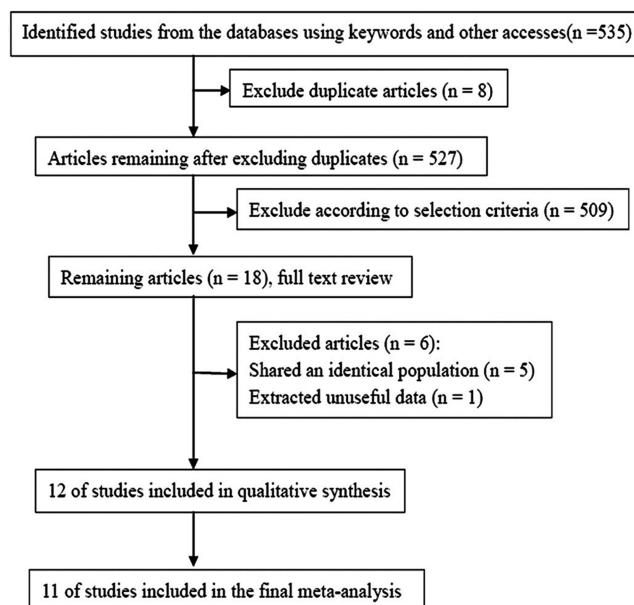 Identified studies from the databases using keywords and other accesses(n =535)
Exclude duplicate articles (n = 8)
Articles remaining after excluding duplicates (n = 527)
Exclude according to selection criteria (n = 509)
Remaining articles (n = 18), full text review
Excluded articles (n = 6):
Shared an identical population (n = 5)
Extracted unuseful data (n = 1)
12 of studies included in qualitative synthesis
11 of studies included in the final meta-analysis